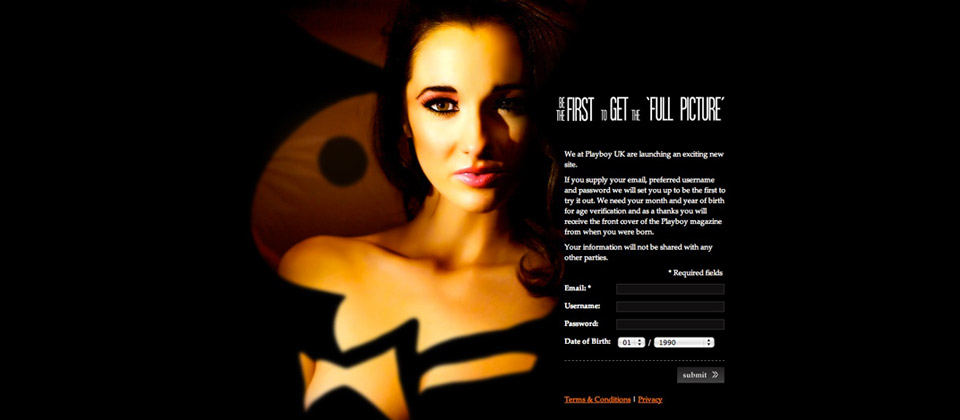 BE THE FIRST TO GET THE 'FULL PICTURE'
We at Playboy UK are launching an exciting new
site.
If you supply your email, preferred username
and password we will set you up to be the first to
try it out. We need your month and year of birth
for age verification and as a thanks you will
receive the front cover of the Playboy magazine
from when you were born.
Your information will not be shared with any
other parties.
* Required fields
Email: *
Username:
Password:
Date of Birth: 01 / 1990
submit »
Terms & Conditions | Privacy